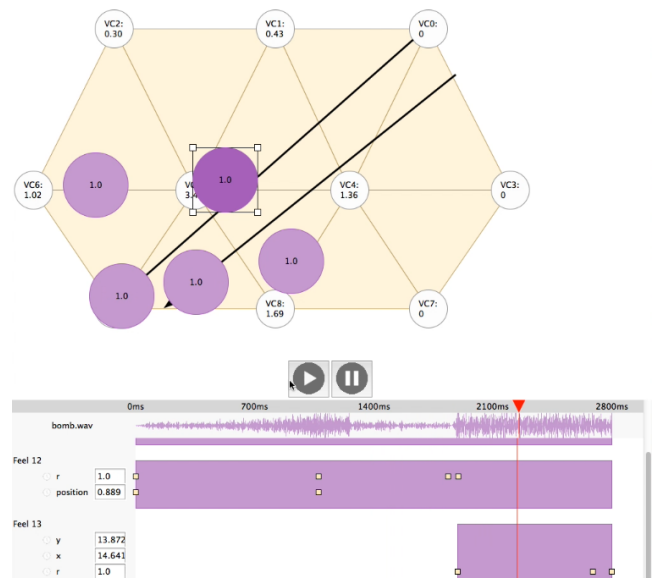 VC2:
0.30
VC1:
0.43
VC0:
0
1.0
1.0
VC6:
1.02
VC4:
1.36
VC3:
0
1.0
1.0
1.0
VC8:
1.69
VC7:
0
0ms 700ms 1400ms 2100ms 2800ms
bomb.wav
Feel 12
r 1.0
position 0.889
Feel 13
y 13.872
x 14.641
r 1.0